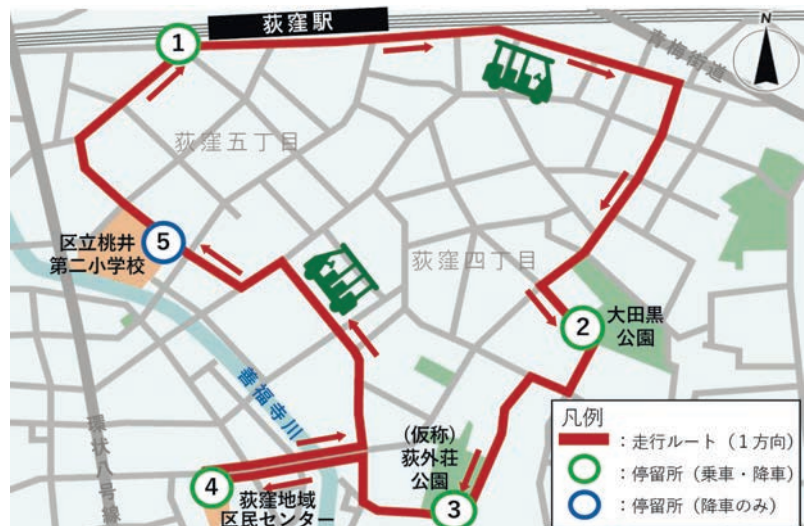 荻窪駅
N
1
青梅街道
荻窪五丁目
区立桃井
第二小学校
5
荻窪四丁目
2
大田黒
公園
善福寺川
環状八号線
(仮称)
荻外荘
公園
3
4
荻窪地域
区民センター
凡例
：走行ルート（１方向）
：停留所（乗車・降車）
：停留所（降車のみ）